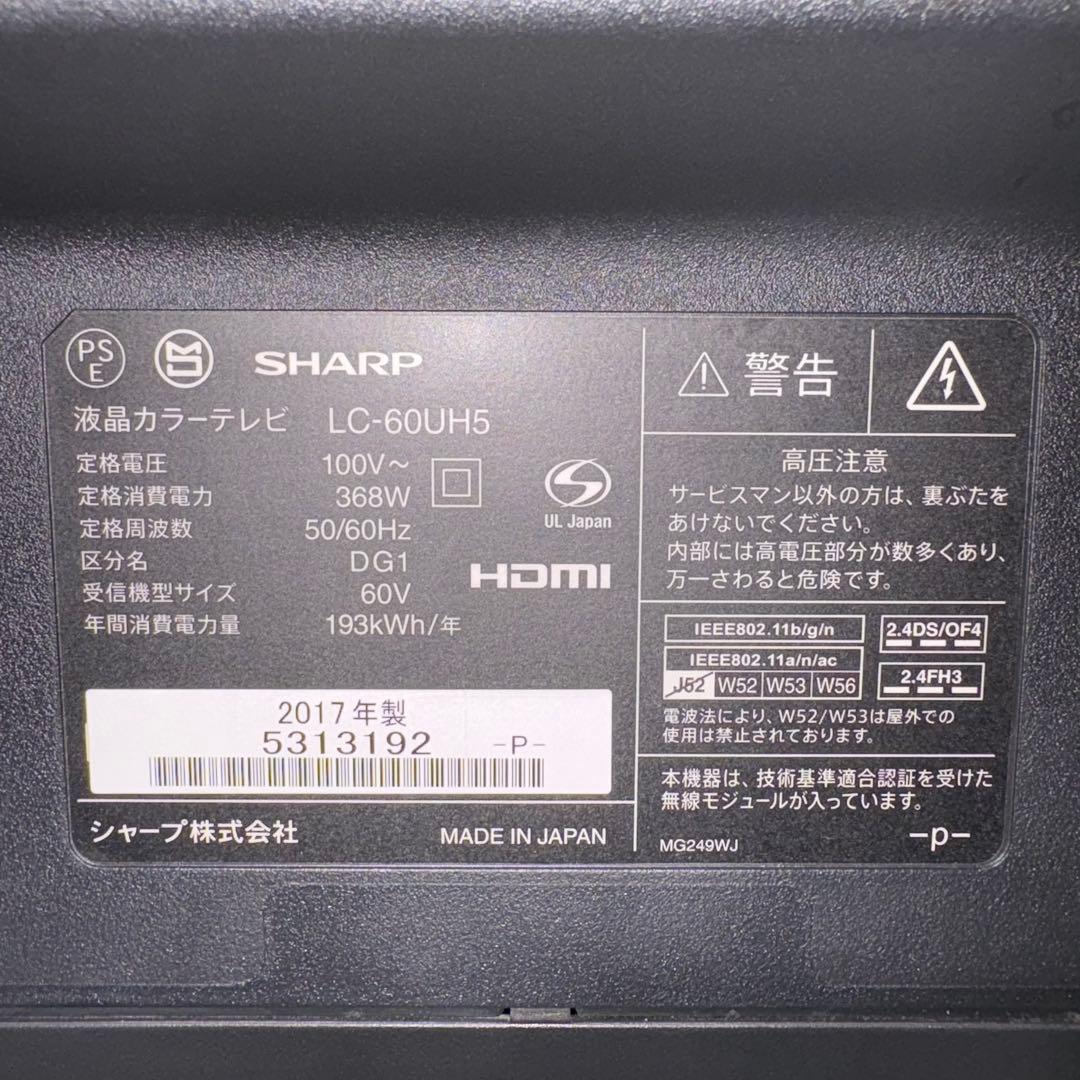 PS
E
SHARP
液晶カラーテレビ LC-60UH5
定格電圧 100V～
定格消費電力 368W
定格周波数 50/60Hz
区分名 DG1
受信機型サイズ 60V
年間消費電力量 193kWh/年
UL Japan
HDMI
2017年製
5313192 -P-
シャープ株式会社 MADE IN JAPAN
警告
高圧注意
サービスマン以外の方は、裏ぶたを
あけないでください。
内部には高電圧部分が数多くあり、
万一さわると危険です。
IEEE802.11b/g/n
IEEE802.11a/n/ac
J52 W52 W53 W56
2.4DS/OF4
2.4FH3
電波法により、W52/W53は屋外での
使用は禁止されております。
本機器は、技術基準適合認証を受けた
無線モジュールが入っています。
MG249WJ -p-